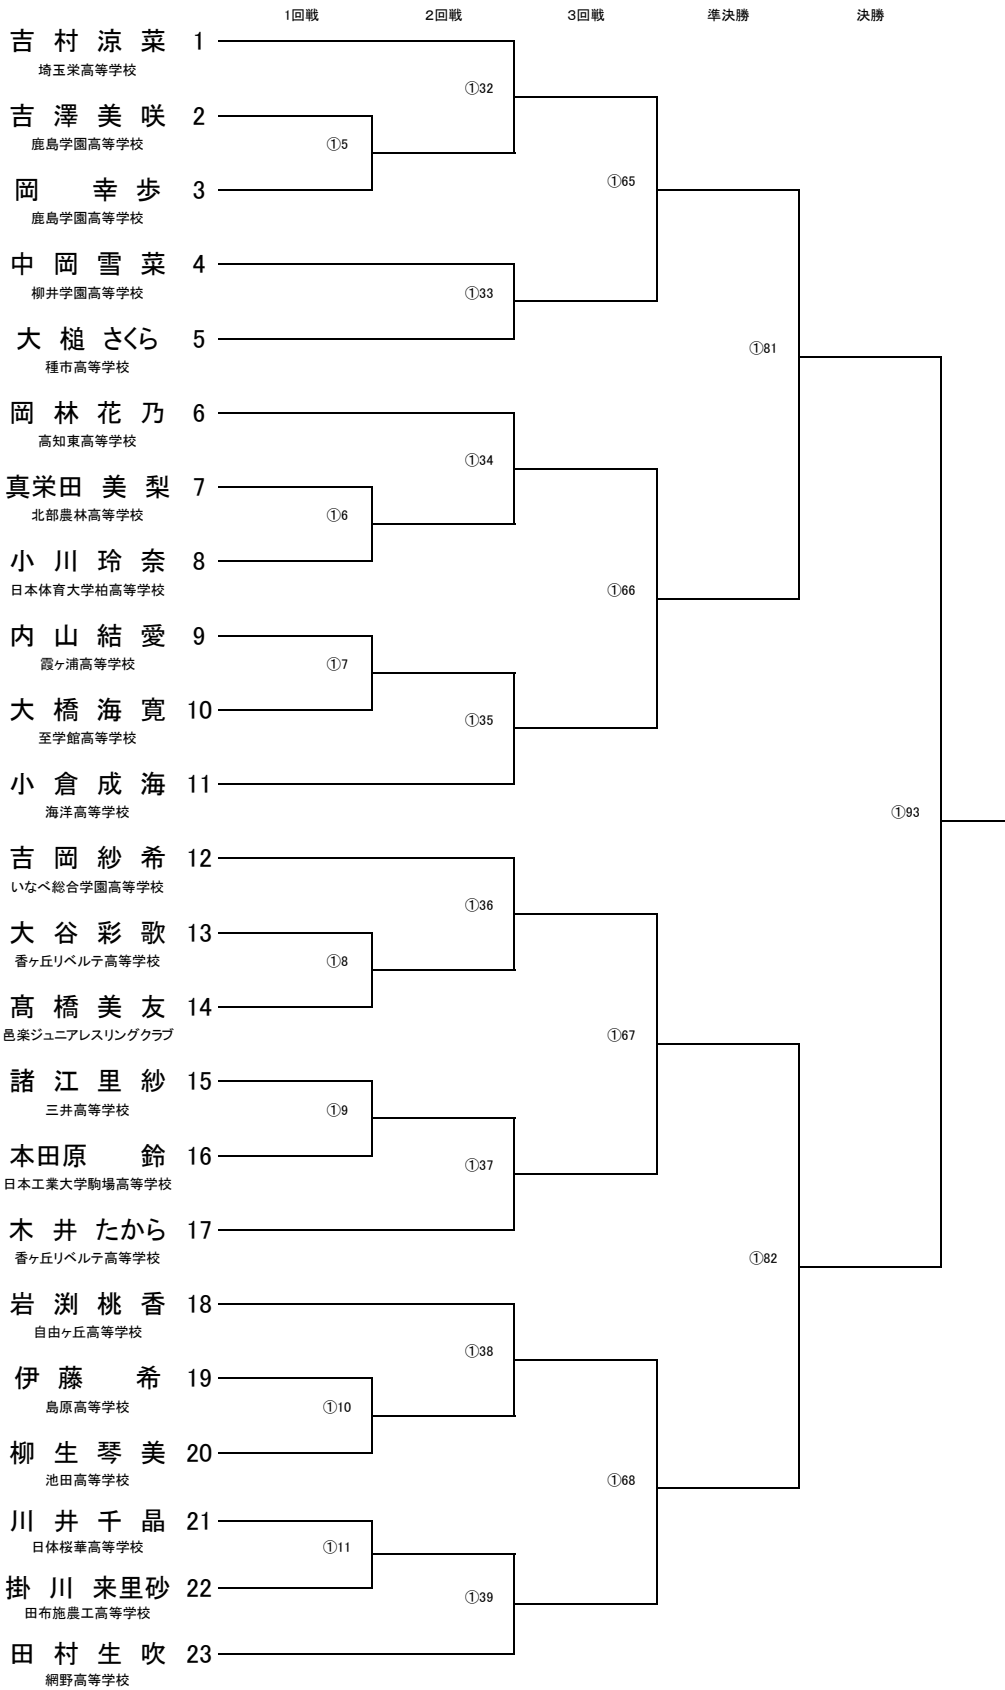 1回戦 2回戦 3回戦 準決勝 決勝
吉村涼菜 1
埼玉栄高等学校
①32
吉澤美咲 2
鹿島学園高等学校
①5
岡 幸歩 3
鹿島学園高等学校
①65
中岡雪菜 4
柳井学園高等学校
①33
大槌さくら 5
種市高等学校
①81
岡林花乃 6
高知東高等学校
①34
真栄田美梨 7
北部農林高等学校
①6
小川玲奈 8
日本体育大学柏高等学校
①66
内山結愛 9
霞ヶ浦高等学校
①7
大橋海寛 10
至学館高等学校
①35
小倉成海 11
海洋高等学校
①93
吉岡紗希 12
いなべ総合学園高等学校
①36
大谷彩歌 13
香ヶ丘リベルテ高等学校
①8
髙橋美友 14
邑楽ジュニアレスリングクラブ
①67
諸江里紗 15
三井高等学校
①9
本田原 鈴 16
日本工業大学駒場高等学校
①37
木井たから 17
香ヶ丘リベルテ高等学校
①82
岩渕桃香 18
自由ヶ丘高等学校
①38
伊藤 希 19
島原高等学校
①10
柳生琴美 20
池田高等学校
①68
川井千晶 21
日体桜華高等学校
①11
掛川来里砂 22
田布施農工高等学校
①39
田村生吹 23
網野高等学校